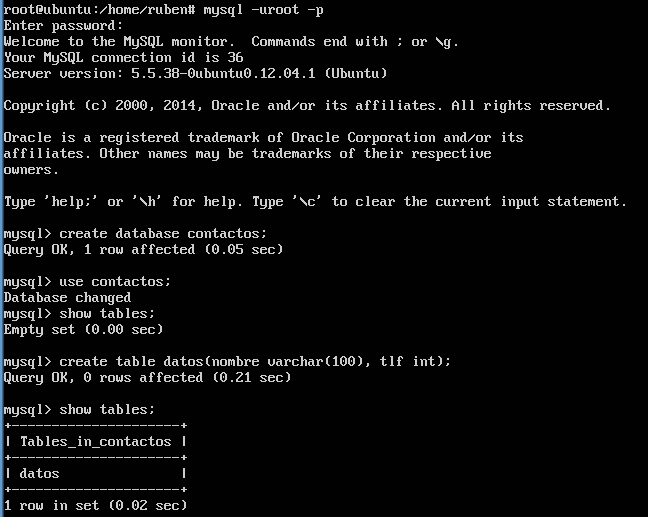 root@ubuntu:/home/ruben# mysql -uroot -p
Enter password:
Welcome to the MySQL monitor.  Commands end with ; or \g.
Your MySQL connection id is 36
Server version: 5.5.38-0ubuntu0.12.04.1 (Ubuntu)
Copyright (c) 2000, 2014, Oracle and/or its affiliates. All rights reserved.
Oracle is a registered trademark of Oracle Corporation and/or its
affiliates. Other names may be trademarks of their respective
owners.
Type 'help;' or '\h' for help. Type '\c' to clear the current input statement.
mysql> create database contactos;
Query OK, 1 row affected (0.05 sec)
mysql> use contactos;
Database changed
mysql> show tables;
Empty set (0.00 sec)
mysql> create table datos(nombre varchar(100), tlf int);
Query OK, 0 rows affected (0.21 sec)
mysql> show tables;
+---------------------+
| Tables_in_contactos |
+---------------------+
| datos               |
+---------------------+
1 row in set (0.02 sec)